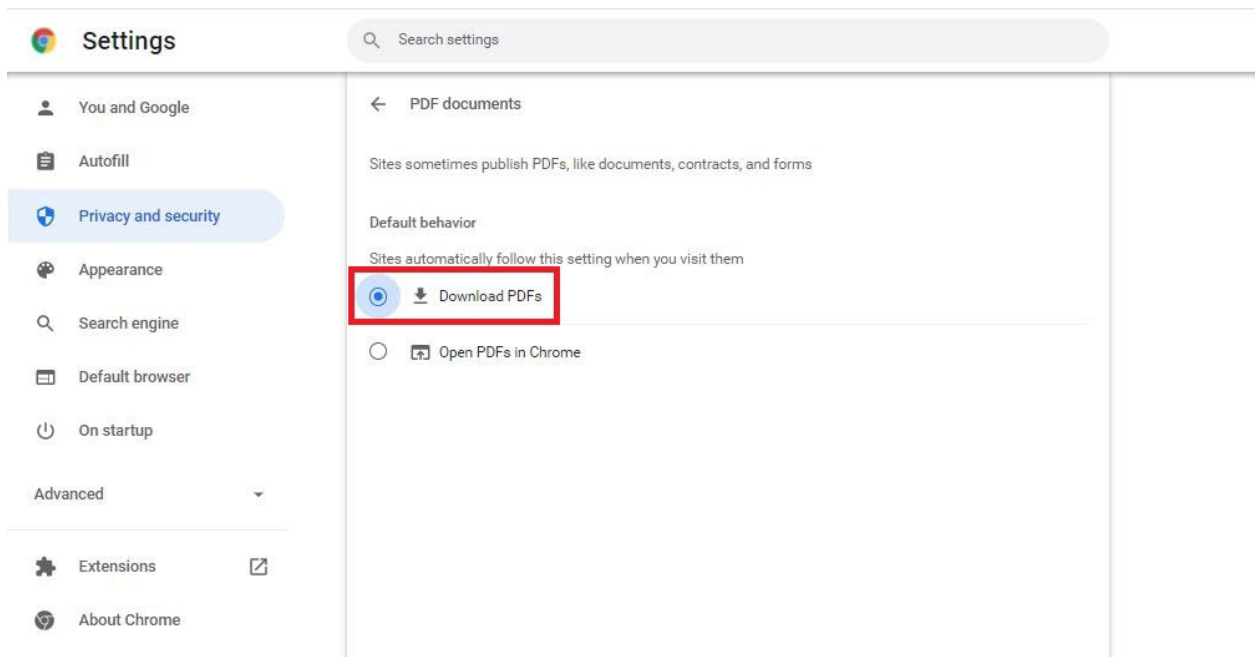 Settings
Search settings
You and Google
Autofill
Privacy and security
Appearance
Search engine
Default browser
On startup
Advanced
Extensions
About Chrome
PDF documents
Sites sometimes publish PDFs, like documents, contracts, and forms
Default behavior
Sites automatically follow this setting when you visit them
Download PDFs
Open PDFs in Chrome